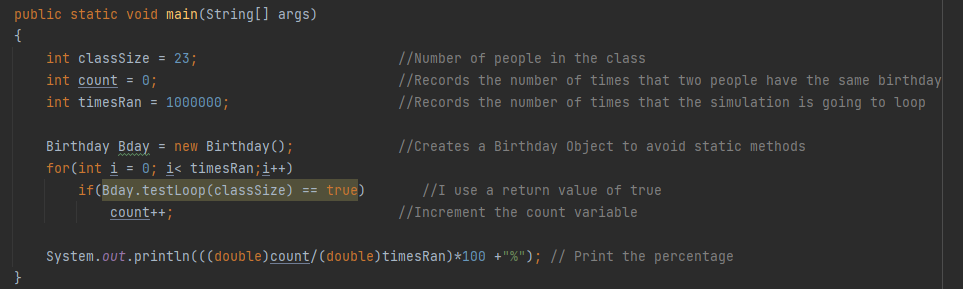 public static void main(String[] args)
{
int classSize = 23; //Number of people in the class
int count = 0; //Records the number of times that two people have the same birthday
int timesRan = 1000000; //Records the number of times that the simulation is going to loop
Birthday Bday = new Birthday(); //Creates a Birthday Object to avoid static methods
for(int i = 0; i< timesRan;i++)
if(Bday.testLoop(classSize) == true) //I use a return value of true
count++; //Increment the count variable
System.out.println(((double)count/(double)timesRan)*100 +"%"); // Print the percentage
}